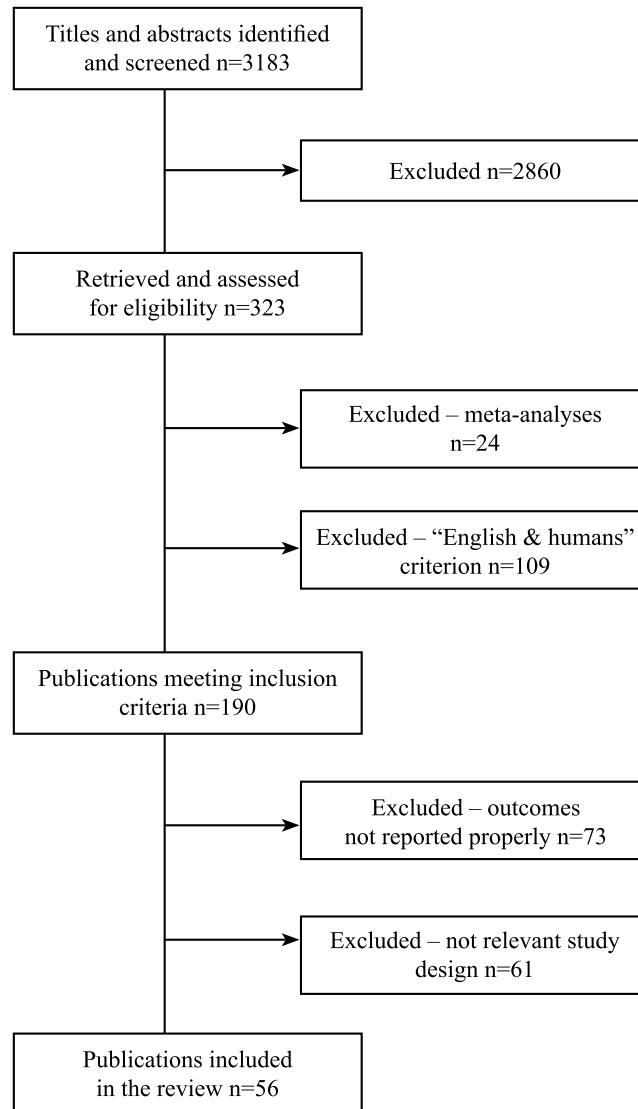 Titles and abstracts identified
and screened n=3183
Excluded n=2860
Retrieved and assessed
for eligibility n=323
Excluded – meta-analyses
n=24
Excluded – “English & humans”
criterion n=109
Publications meeting inclusion
criteria n=190
Excluded – outcomes
not reported properly n=73
Excluded – not relevant study
design n=61
Publications included
in the review n=56